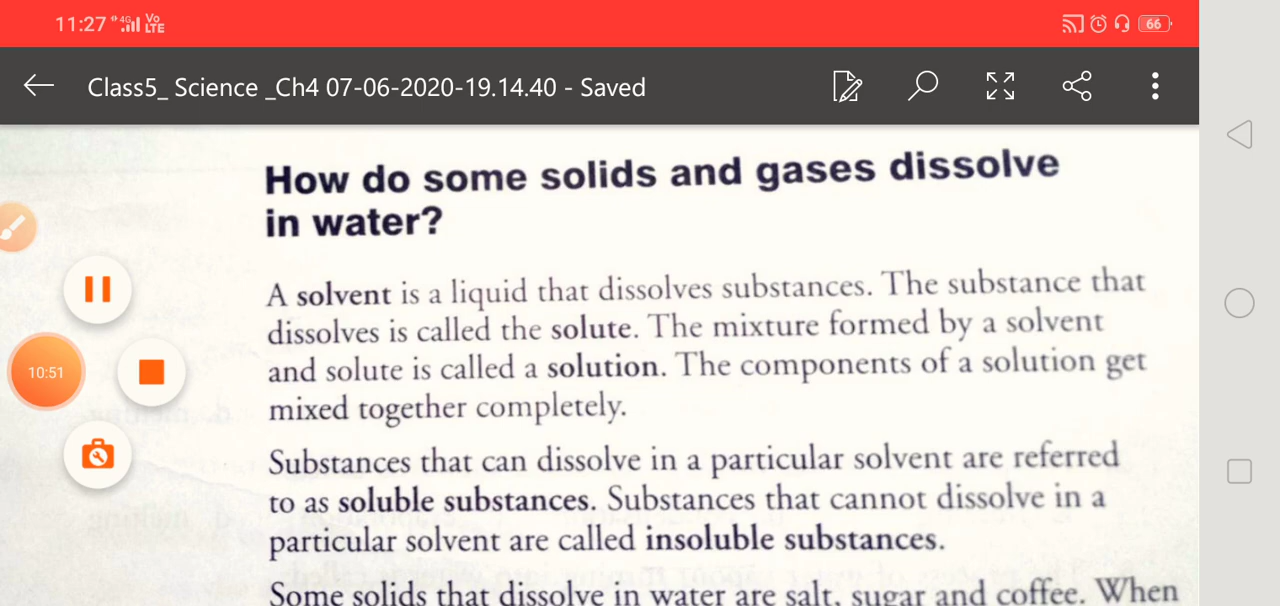 11:27 4G Vo LTE 66
Class5_ Science _Ch4 07-06-2020-19.14.40 - Saved
How do some solids and gases dissolve
in water?
A solvent is a liquid that dissolves substances. The substance that
dissolves is called the solute. The mixture formed by a solvent
and solute is called a solution. The components of a solution get
mixed together completely.
10:51
Substances that can dissolve in a particular solvent are referred
to as soluble substances. Substances that cannot dissolve in a
particular solvent are called insoluble substances.
Some solids that dissolve in water are salt, sugar and coffee. When